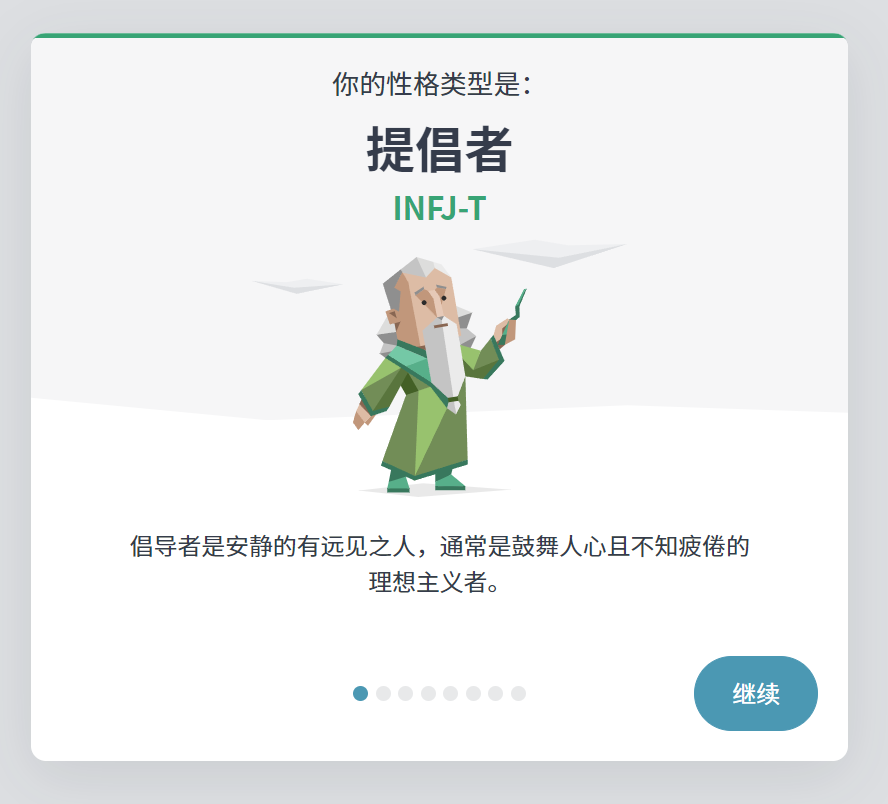 你的性格类型是：
提倡者
INFJ-T
倡导者是安静的有远见之人，通常是鼓舞人心且不知疲倦的
理想主义者。
继续